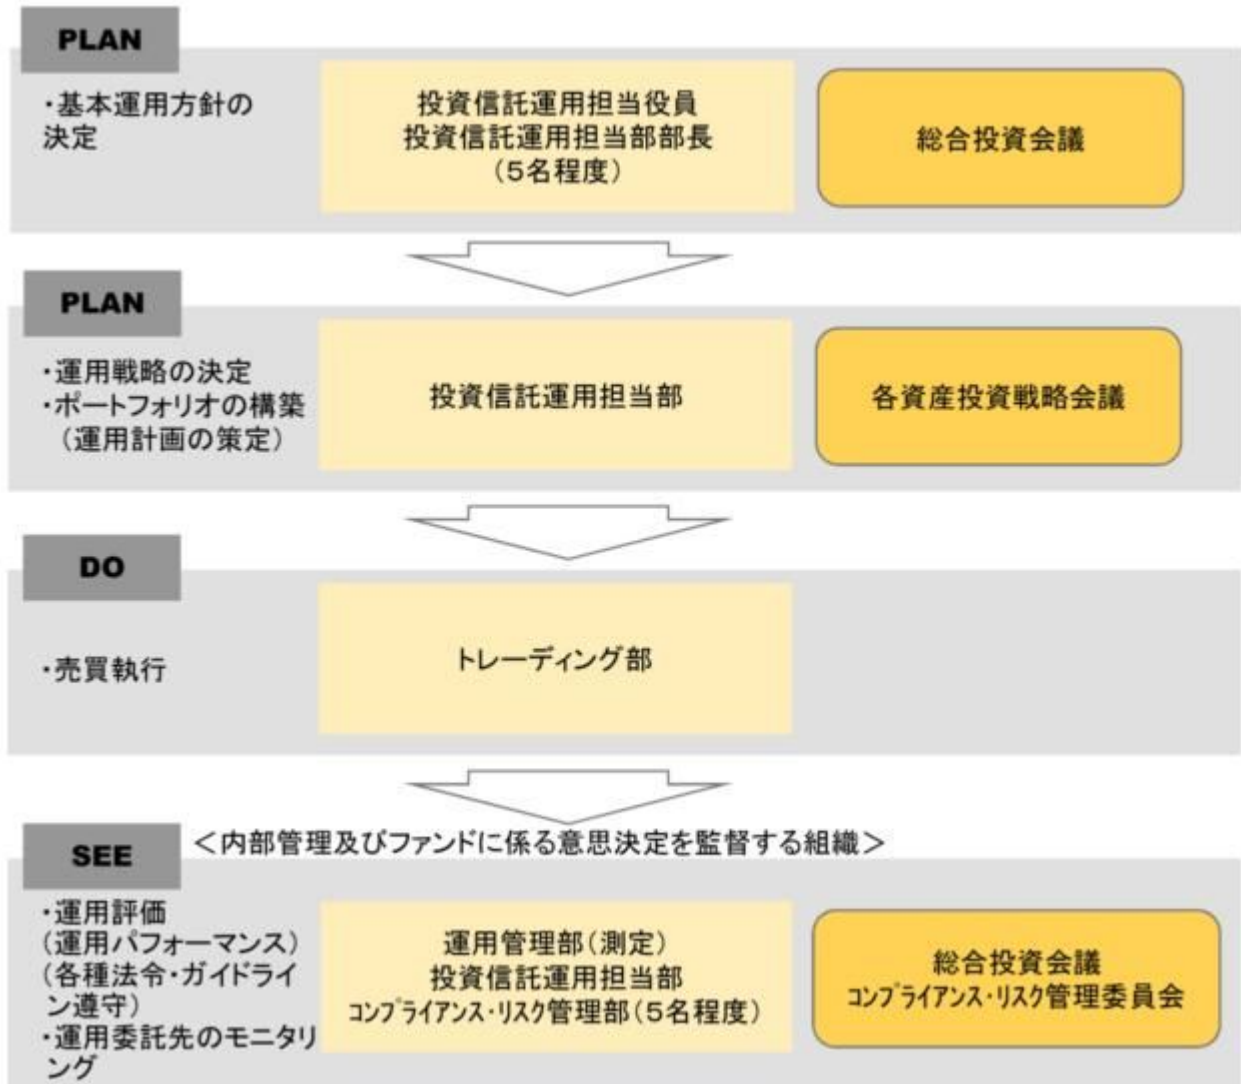 PLAN
・基本運用方針の
決定
投資信託運用担当役員
投資信託運用担当部部長
(5名程度)
総合投資会議
PLAN
・運用戦略の決定
・ポートフォリオの構築
(運用計画の策定)
投資信託運用担当部
各資産投資戦略会議
DO
・売買執行
トレーディング部
SEE
＜内部管理及びファンドに係る意思決定を監督する組織＞
・運用評価
(運用パフォーマンス)
(各種法令・ガイドライ
ン遵守)
・運用委託先のモニタリ
ング
運用管理部(測定)
投資信託運用担当部
ｺﾝﾌﾟﾗｲｱﾝｽ・ﾘｽｸ管理部(5名程度)
総合投資会議
ｺﾝﾌﾟﾗｲｱﾝｽ・ﾘｽｸ管理委員会